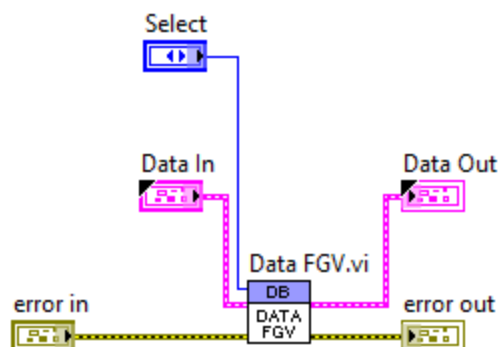 Select
Data In
Data Out
Data FGV.vi
DB
DATA
FGV
error in
error out